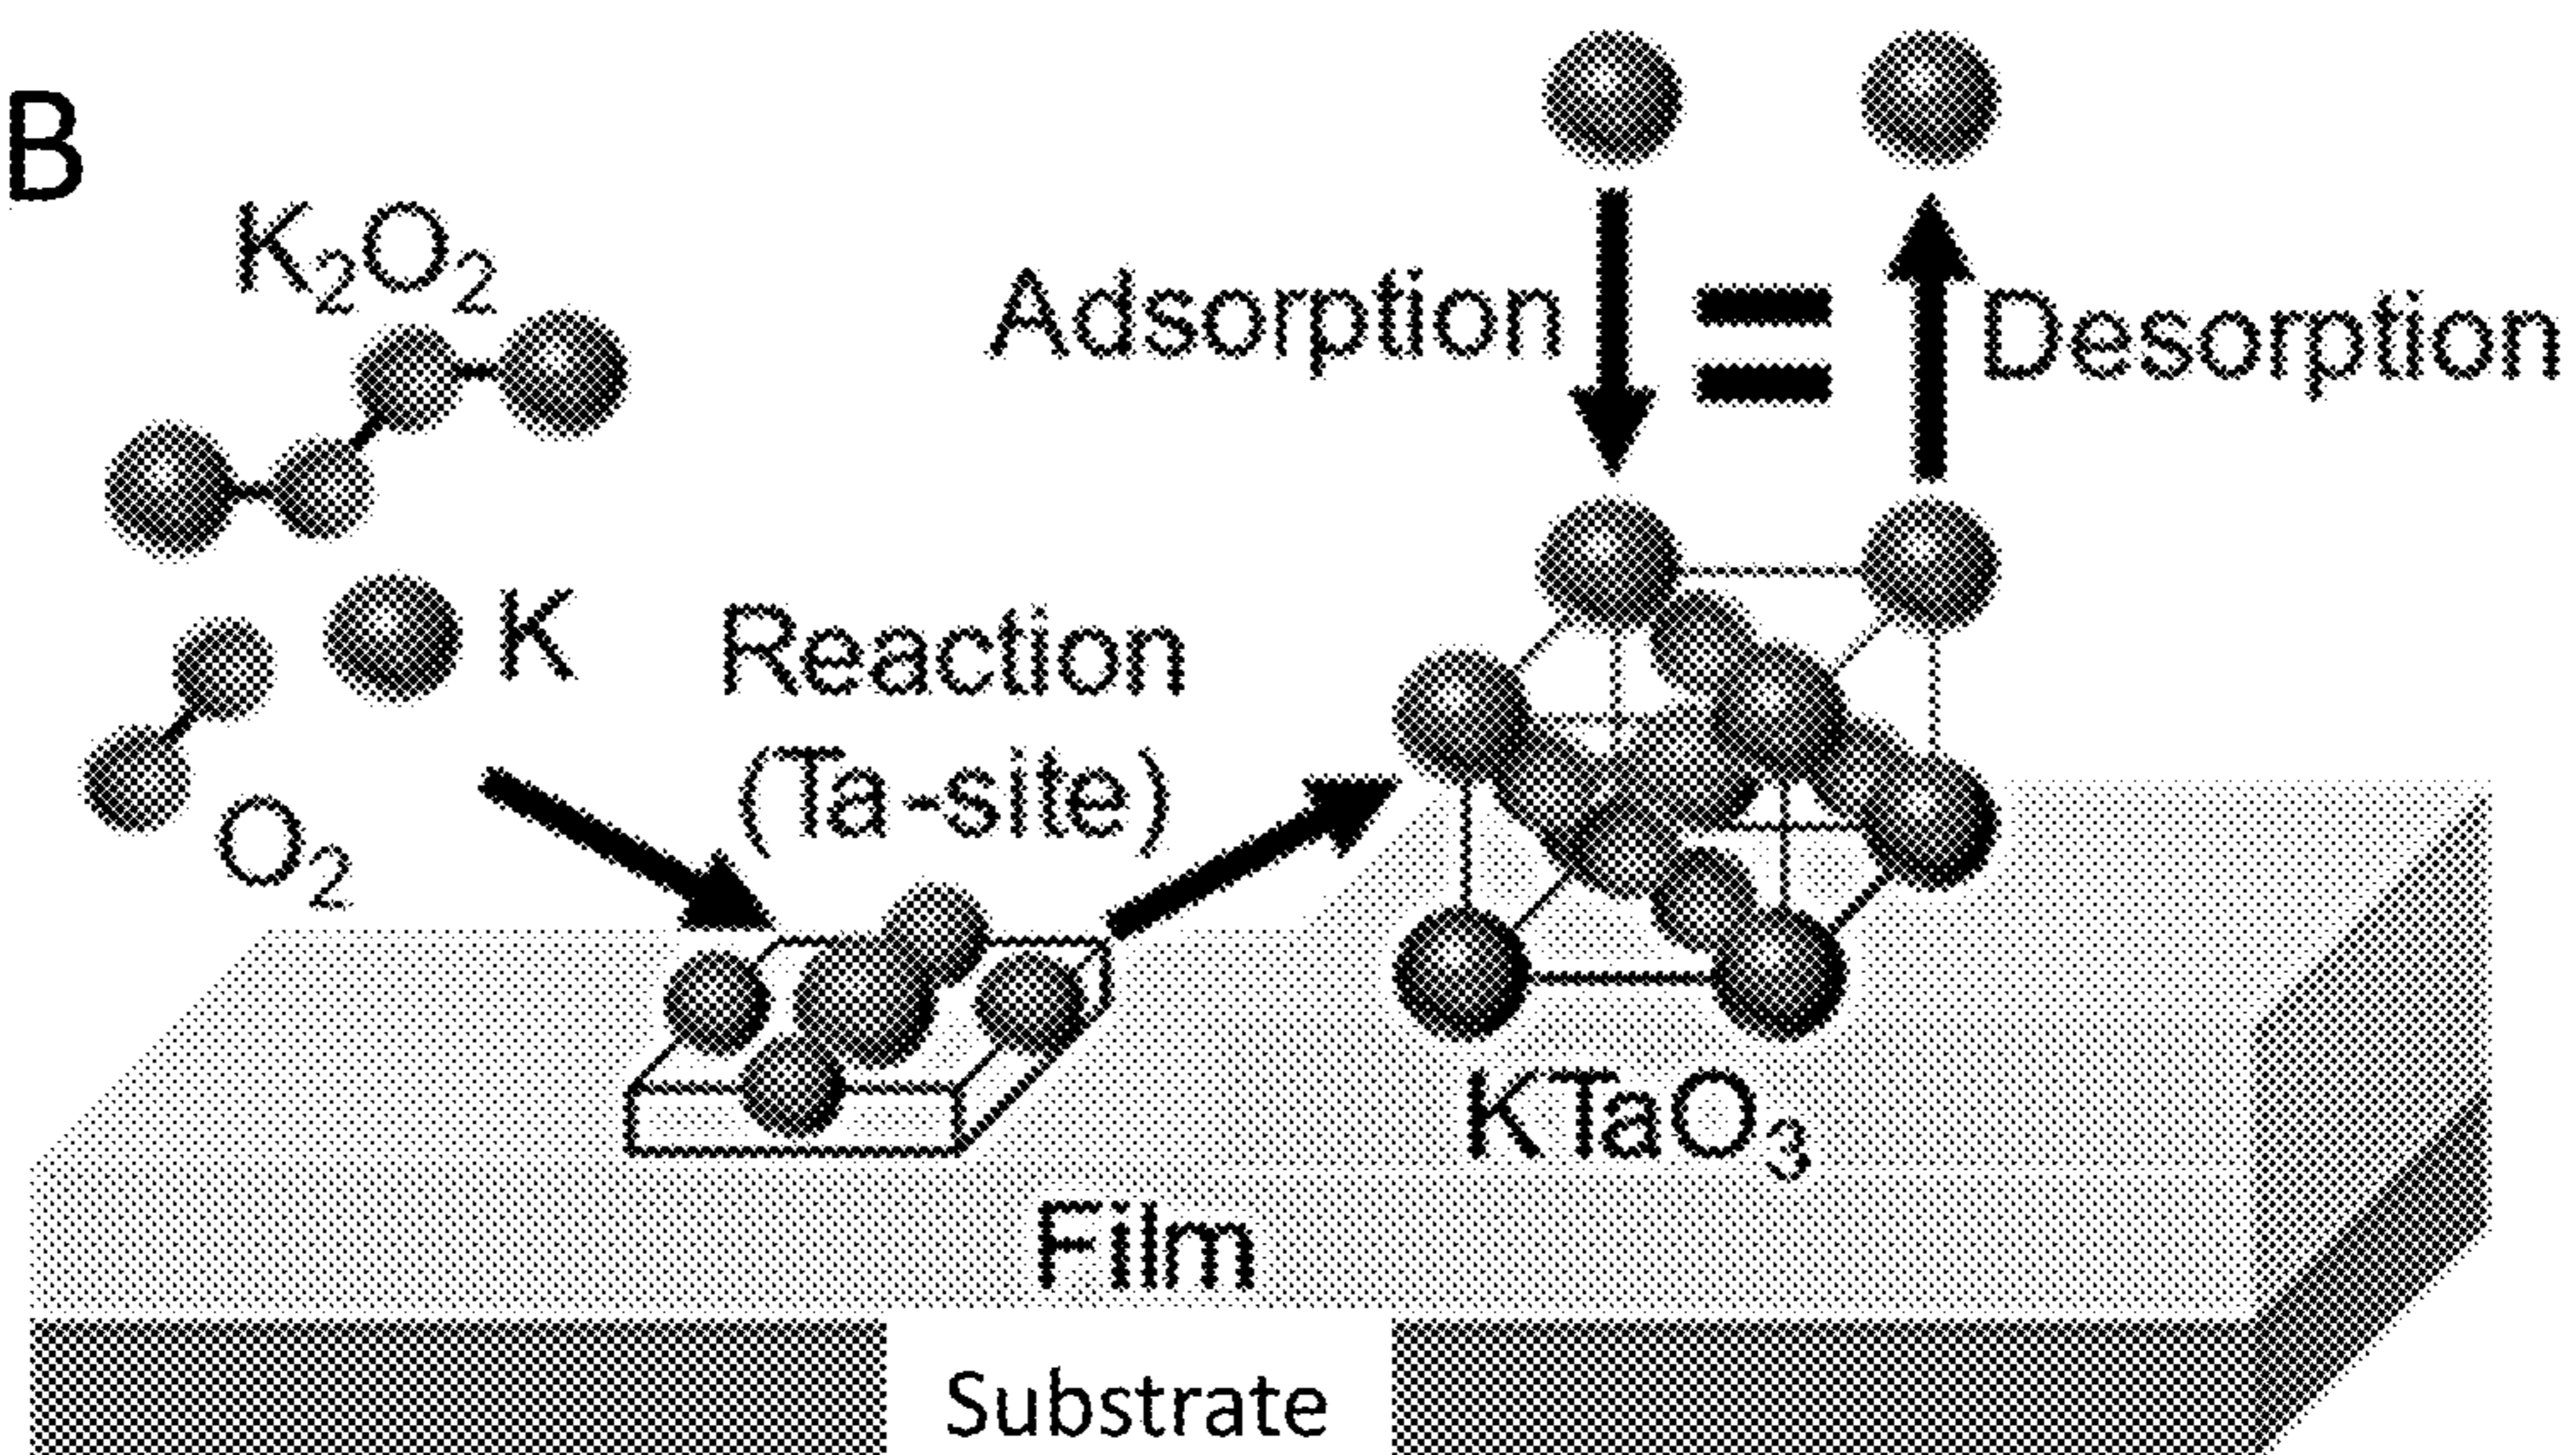 B
K₂O₂
Adsorption
=
Desorption
K
O₂
Reaction
(Ta-site)
KTaO₃
Film
Substrate